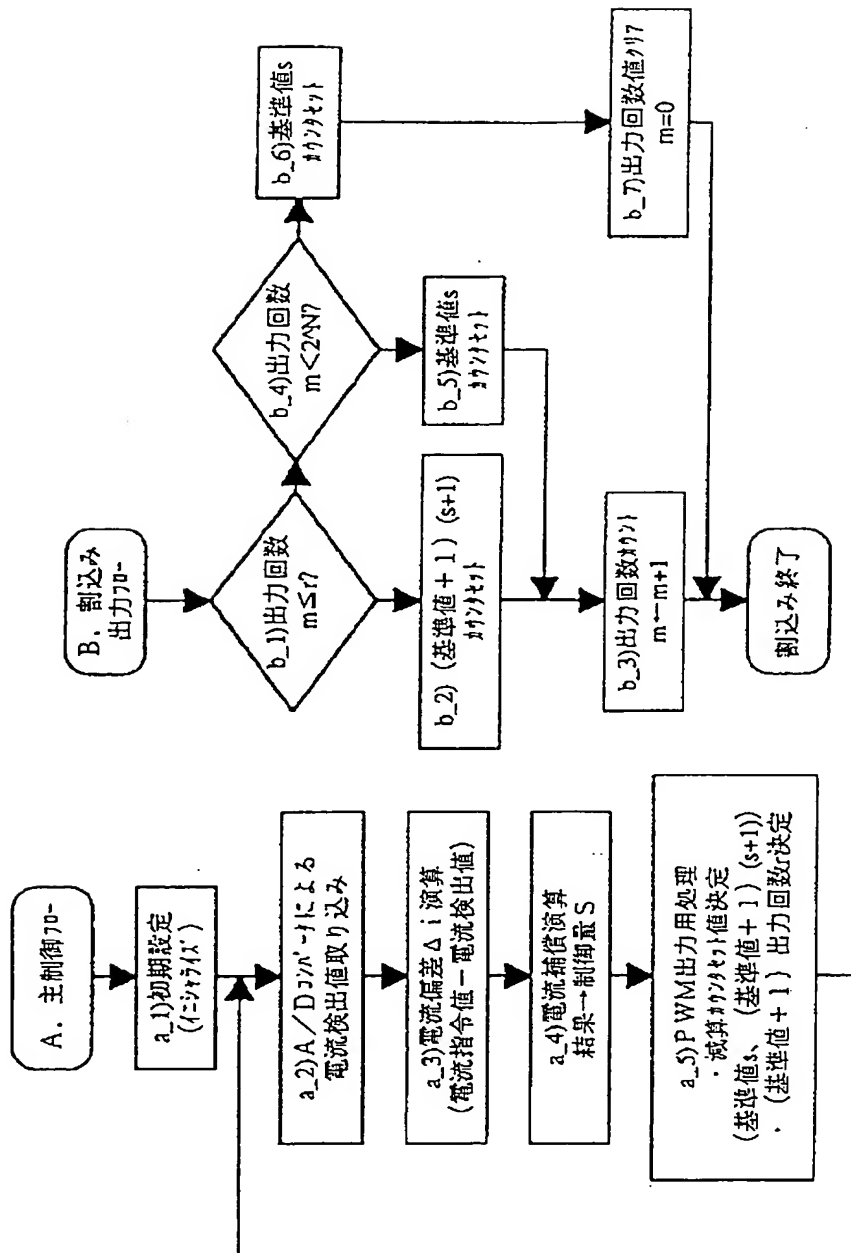 A. 主制御フロー
a_1)初期設定
(イニシャライズ)
a_2)A/Dコンバータによる
電流検出値取り込み
a_3)電流偏差Δi演算
(電流指令値－電流検出値)
a_4)電流補償演算
結果→制御量S
a_5)PWM出力用処理
・減算カウンタセット値決定
(基準値s、(基準値+1)(s+1))
・(基準値+1)出力回数r決定
B. 割込み
出力フロー
b_1)出力回数
m≦r?
b_2)(基準値+1)(s+1)
カウンタセット
b_3)出力回数カウント
m←m+1
b_4)出力回数
m<2^N?
b_5)基準値s
カウンタセット
b_6)基準値s
カウンタセット
b_7)出力回数値クリア
m=0
割込み終了